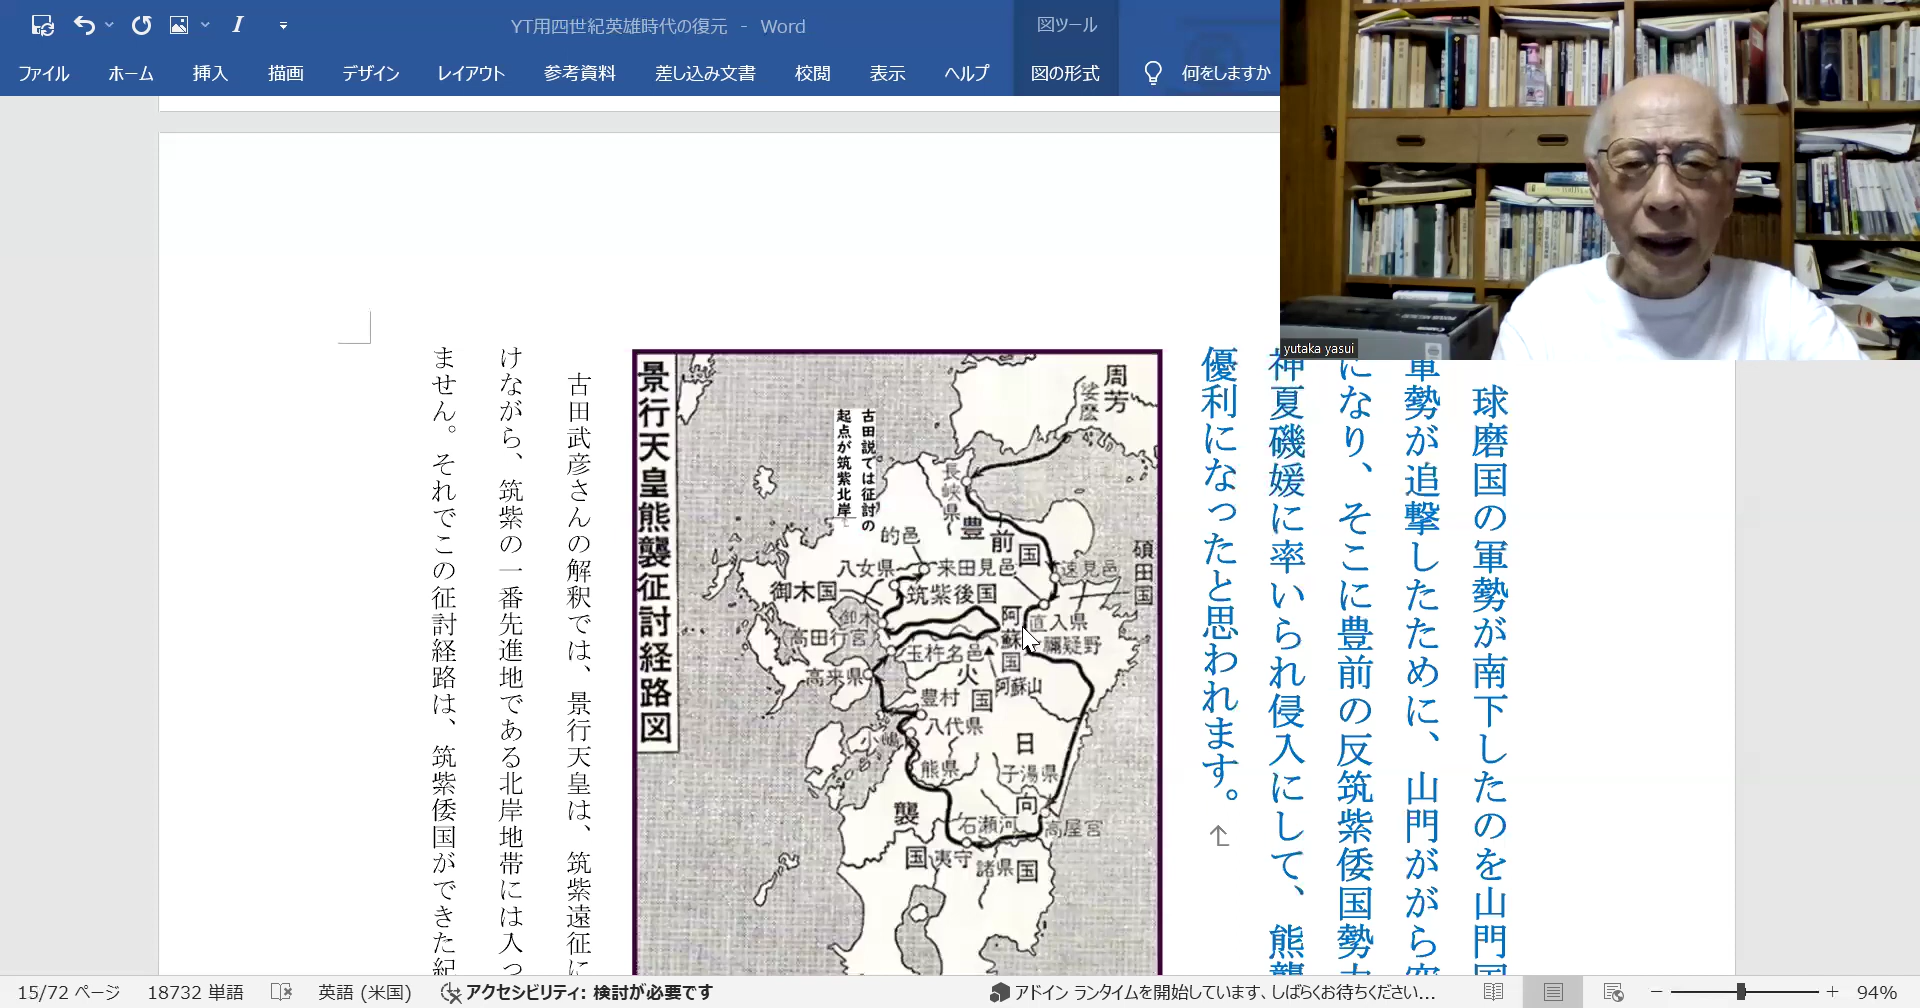 YT用四世紀英雄時代の復元 - Word
図ツール
ファイル ホーム 挿入 描画 デザイン レイアウト 参考資料 差し込み文書 校閲 表示 ヘルプ 図の形式 何をしますか
yutaka yasui
球磨国の軍勢が南下したのを山門国
軍勢が追撃したために、山門ががら空
になり、そこに豊前の反筑紫倭国勢力
神夏磯媛に率いられ侵入にして、熊襲
優利になったと思われます。
景行天皇熊襲征討経路図
古田説では征討の
起点が筑紫北岸
周芳
娑麼
長峡県
豊前国
碩田国
的邑
八女県
来田見邑
速見邑
御木国
筑紫後国
御木
高田行宮
阿蘇国
直入県
禰疑野
玉杵名邑
阿蘇山
高来県
火国
豊村
八代県
小嶋
日向
熊県
子湯県
襲国
石瀬河
高屋宮
夷守
諸県国
古田武彦さんの解釈では、景行天皇は、筑紫遠征に
けながら、筑紫の一番先進地である北岸地帯には入っ
ません。それでこの征討経路は、筑紫倭国ができた紀
15/72 ページ 18732 単語 英語 (米国) アクセシビリティ: 検討が必要です アドイン ランタイムを開始しています、しばらくお待ちください... 94%